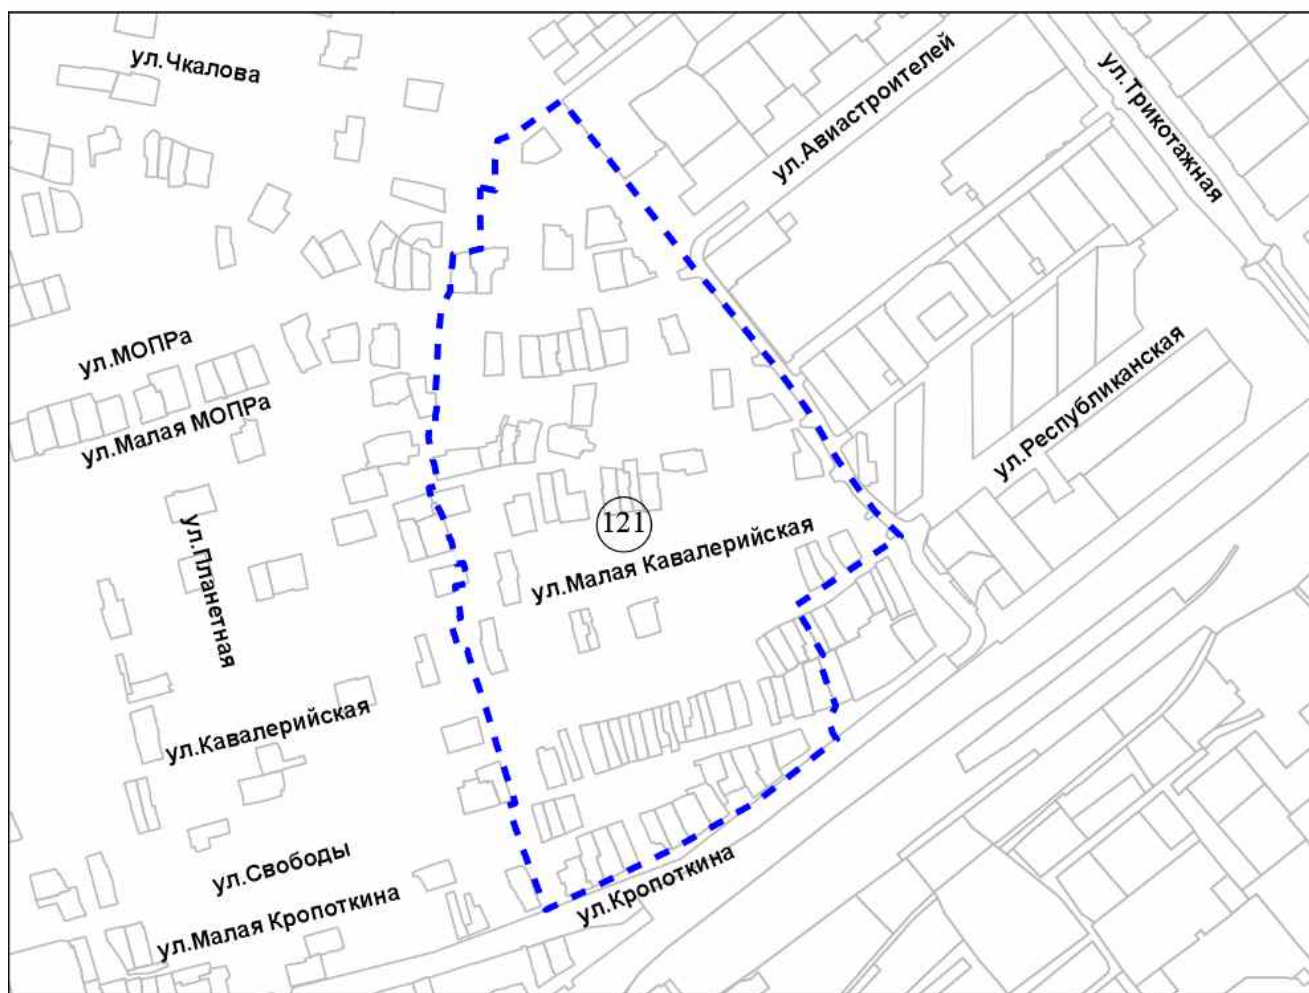 ул.Чкалова
ул.Авиастроителей
ул.Трикотажная
ул.МОПРа
ул.Малая МОПРа
ул.Республиканская
121
ул.Малая Кавалерийская
ул.Планетная
ул.Кавалерийская
ул.Свободы
ул.Кропоткина
ул.Малая Кропоткина